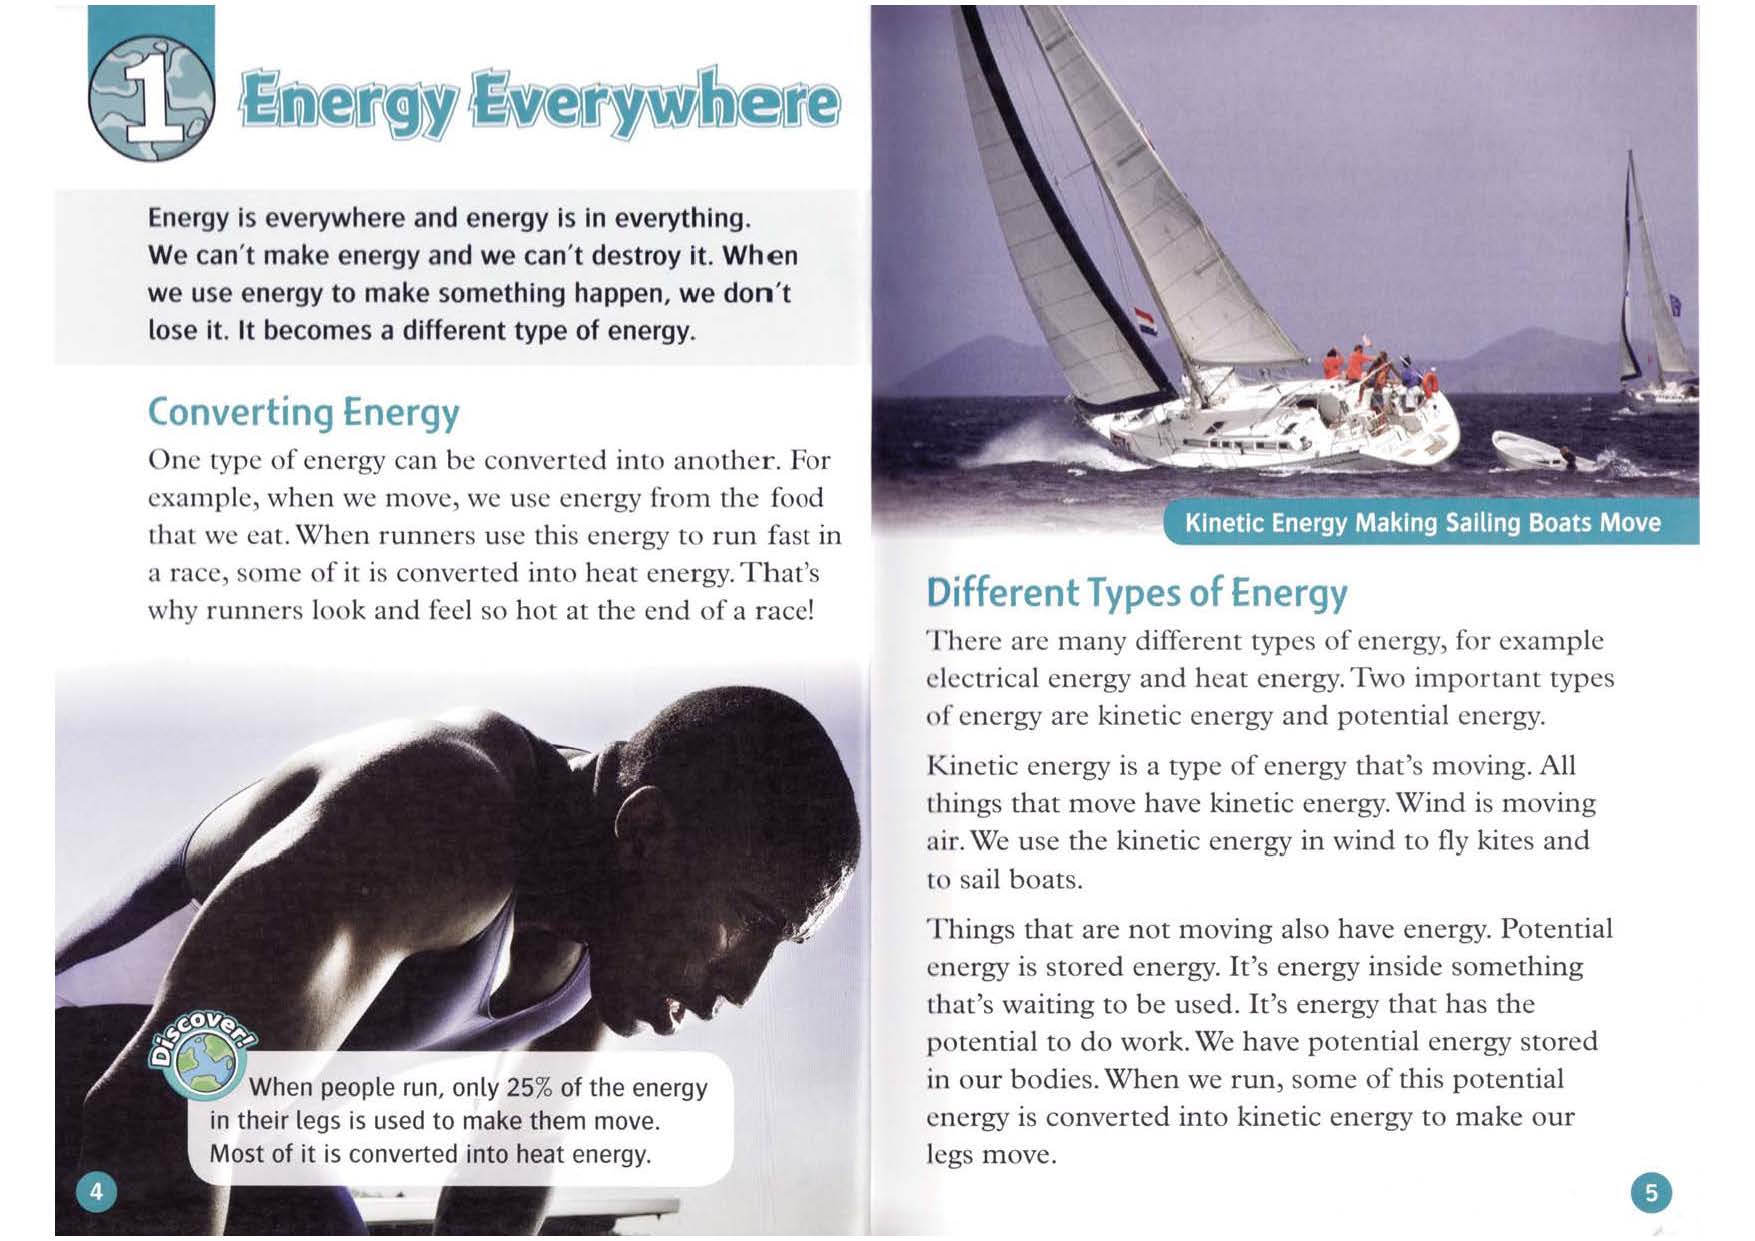 1
Energy Everywhere
Energy is everywhere and energy is in everything.
We can't make energy and we can't destroy it. When
we use energy to make something happen, we don't
lose it. It becomes a different type of energy.
Converting Energy
One type of energy can be converted into another. For
example, when we move, we use energy from the food
that we eat. When runners use this energy to run fast in
a race, some of it is converted into heat energy. That's
why runners look and feel so hot at the end of a race!
Discover!
When people run, only 25% of the energy
in their legs is used to make them move.
Most of it is converted into heat energy.
4
Kinetic Energy Making Sailing Boats Move
Different Types of Energy
There are many different types of energy, for example
electrical energy and heat energy. Two important types
of energy are kinetic energy and potential energy.
Kinetic energy is a type of energy that's moving. All
things that move have kinetic energy. Wind is moving
air. We use the kinetic energy in wind to fly kites and
to sail boats.
Things that are not moving also have energy. Potential
energy is stored energy. It's energy inside something
that's waiting to be used. It's energy that has the
potential to do work. We have potential energy stored
in our bodies. When we run, some of this potential
energy is converted into kinetic energy to make our
legs move.
5